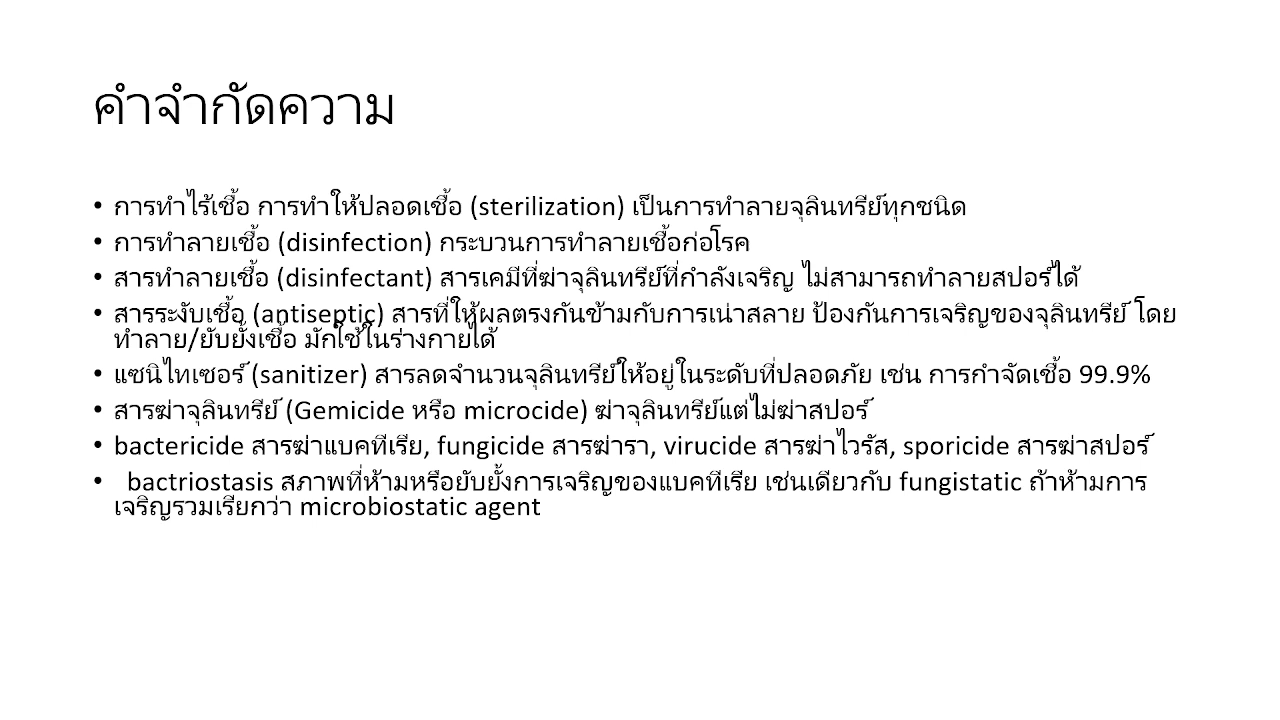 คำจำกัดความ
• การทำไร้เชื้อ การทำให้ปลอดเชื้อ (sterilization) เป็นการทำลายจุลินทรีย์ทุกชนิด
• การทำลายเชื้อ (disinfection) กระบวนการทำลายเชื้อก่อโรค
• สารทำลายเชื้อ (disinfectant) สารเคมีที่ฆ่าจุลินทรีย์ที่กำลังเจริญ ไม่สามารถทำลายสปอร์ได้
• สารระงับเชื้อ (antiseptic) สารที่ให้ผลตรงกันข้ามกับการเน่าสลาย ป้องกันการเจริญของจุลินทรีย์ โดย
ทำลาย/ยับยั้งเชื้อ มักใช้ในร่างกายได้
• แซนิไทเซอร์ (sanitizer) สารลดจำนวนจุลินทรีย์ให้อยู่ในระดับที่ปลอดภัย เช่น การกำจัดเชื้อ 99.9%
• สารฆ่าจุลินทรีย์ (Gemicide หรือ microcide) ฆ่าจุลินทรีย์แต่ไม่ฆ่าสปอร์
• bactericide สารฆ่าแบคทีเรีย, fungicide สารฆ่ารา, virucide สารฆ่าไวรัส, sporicide สารฆ่าสปอร์
• bactriostasis สภาพที่ห้ามหรือยับยั้งการเจริญของแบคทีเรีย เช่นเดียวกับ fungistatic ถ้าห้ามการ
เจริญรวมเรียกว่า microbiostatic agent